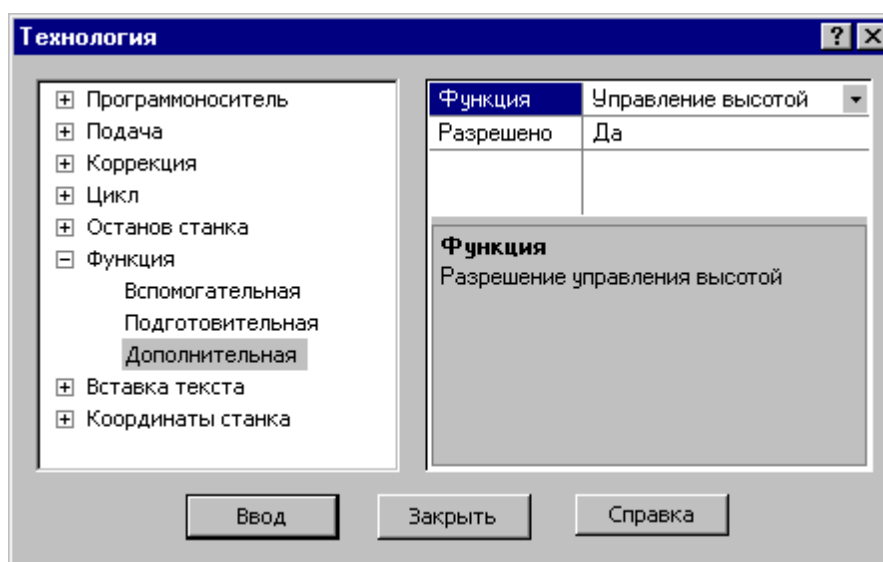 Технология
Программоноситель
Подача
Коррекция
Цикл
Останов станка
Функция
Вспомогательная
Подготовительная
Дополнительная
Вставка текста
Координаты станка
Функция Управление высотой
Разрешено Да
Функция
Разрешение управления высотой
Ввод Закрыть Справка